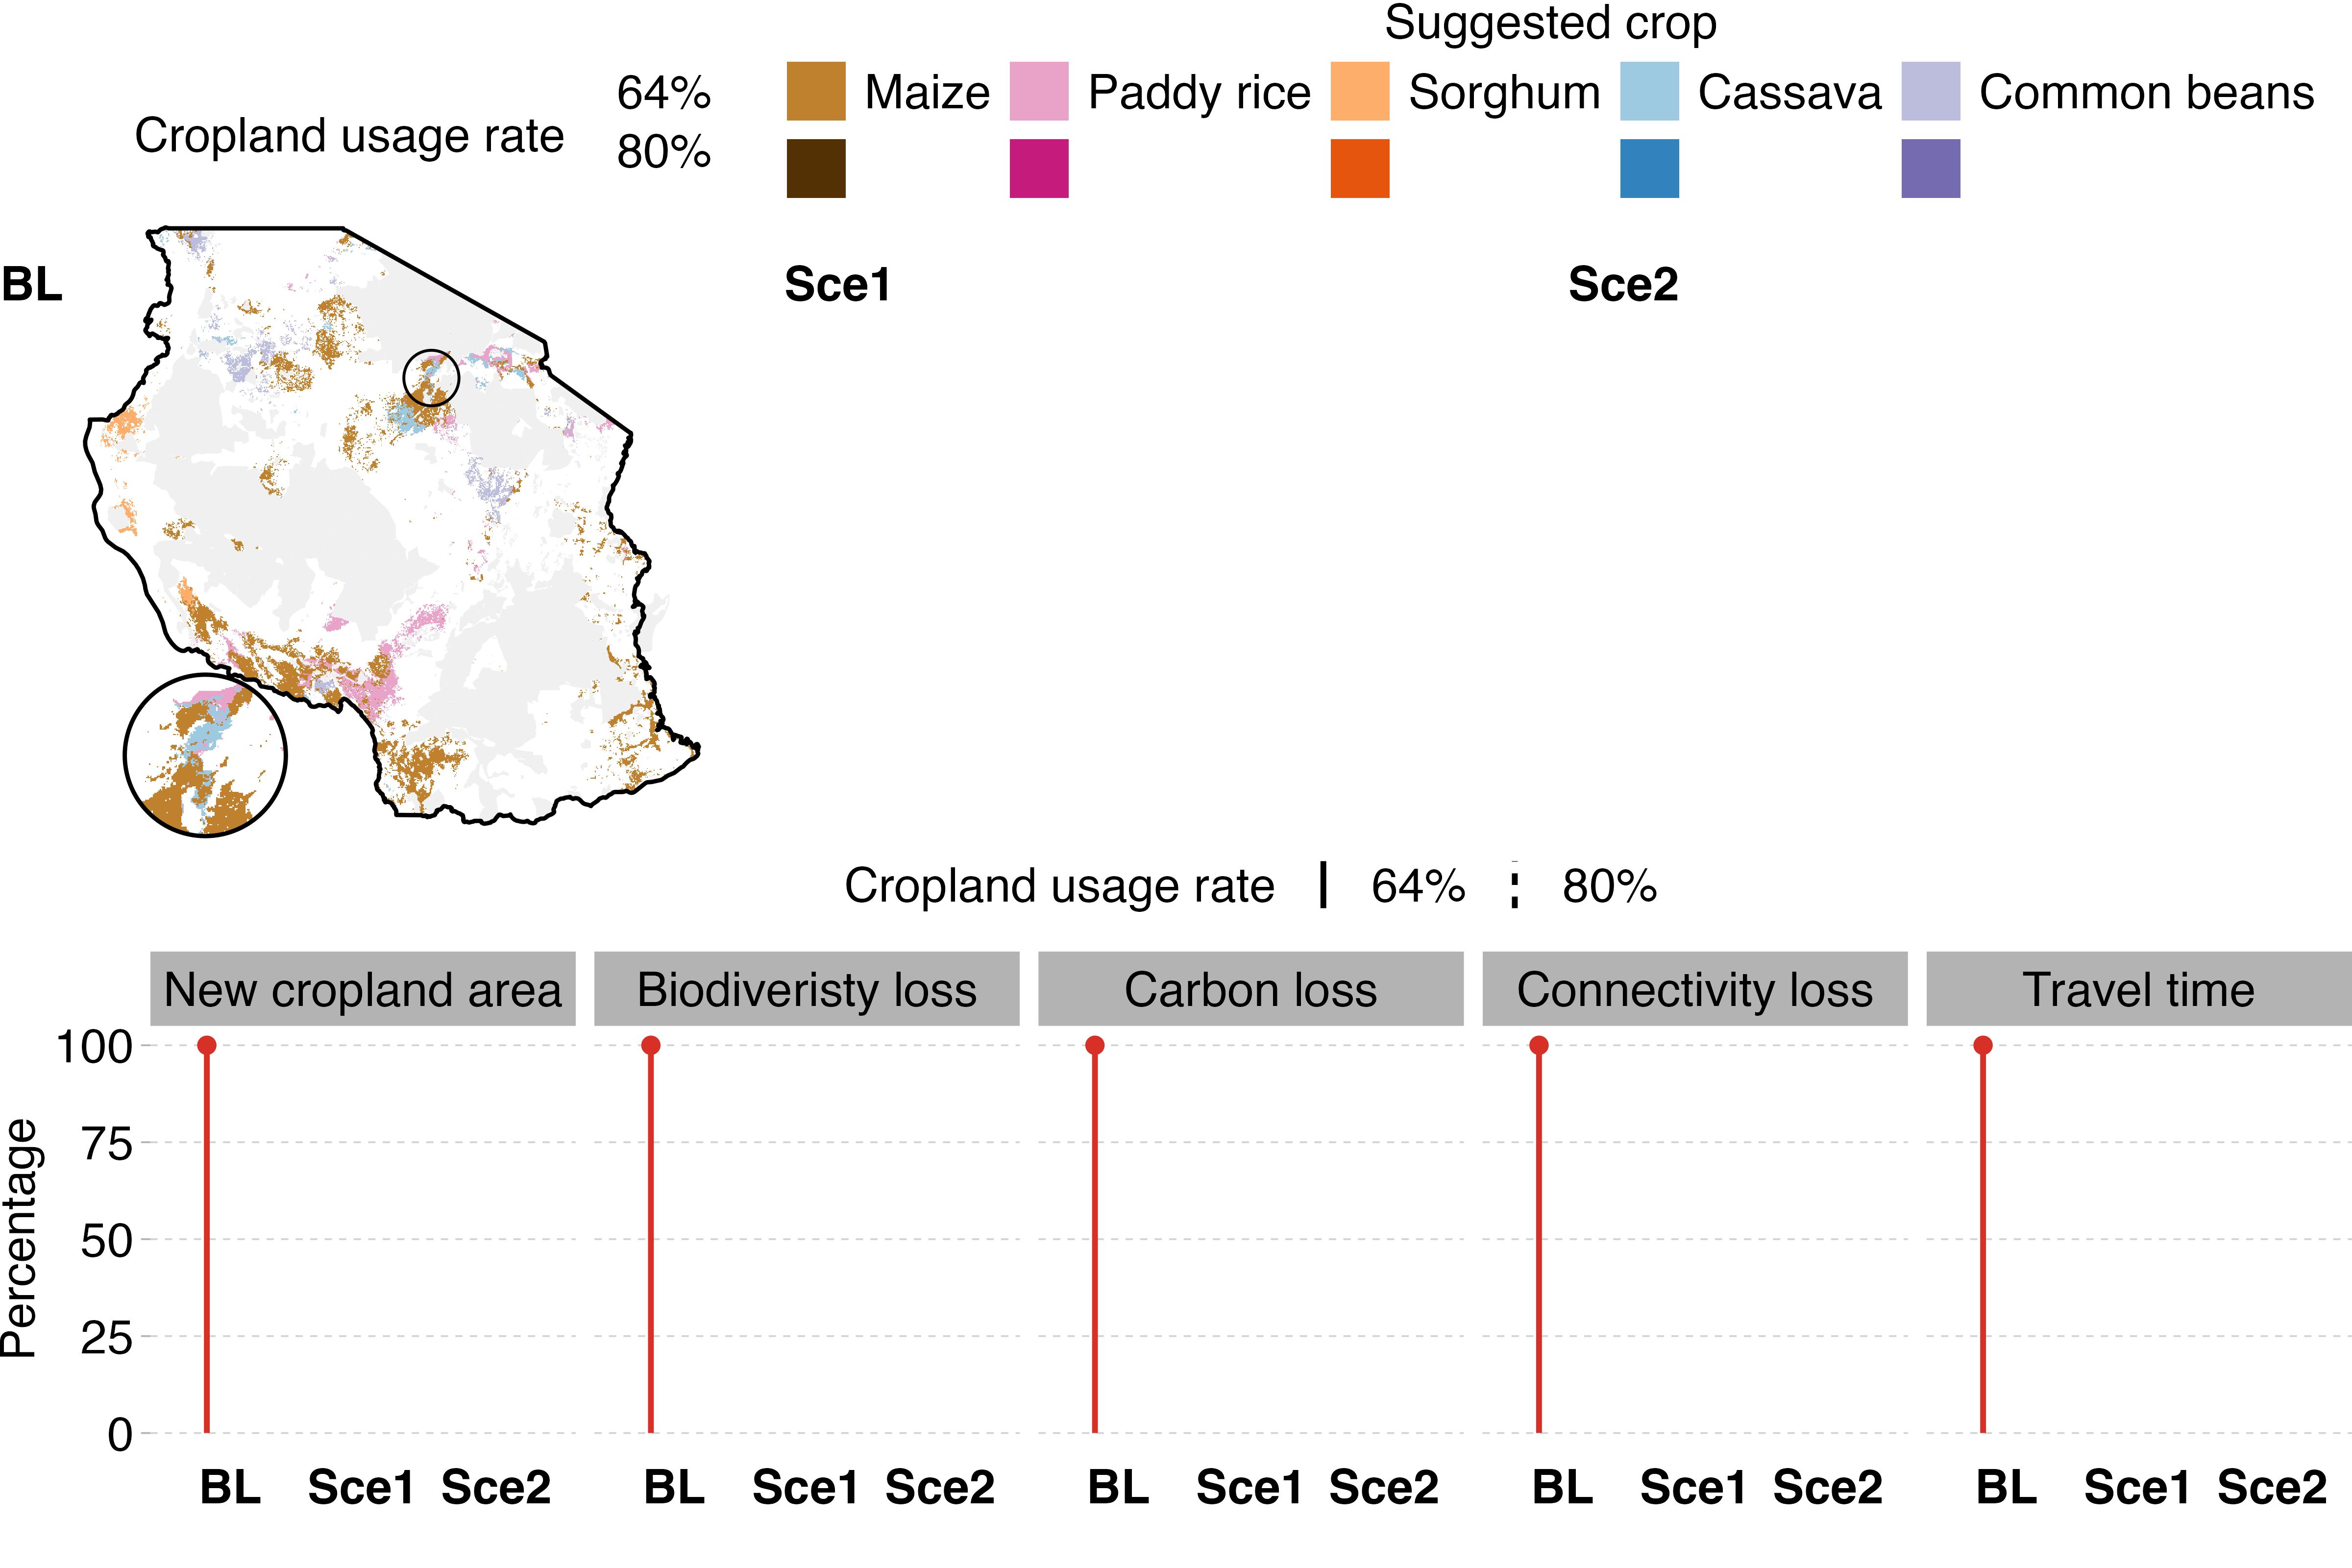 Suggested crop
Cropland usage rate
64% Maize Paddy rice Sorghum Cassava Common beans
80%
BL Sce1 Sce2
Cropland usage rate 64% 80%
New cropland area Biodiveristy loss Carbon loss Connectivity loss Travel time
Percentage
100
75
50
25
0
BL Sce1 Sce2 BL Sce1 Sce2 BL Sce1 Sce2 BL Sce1 Sce2 BL Sce1 Sce2